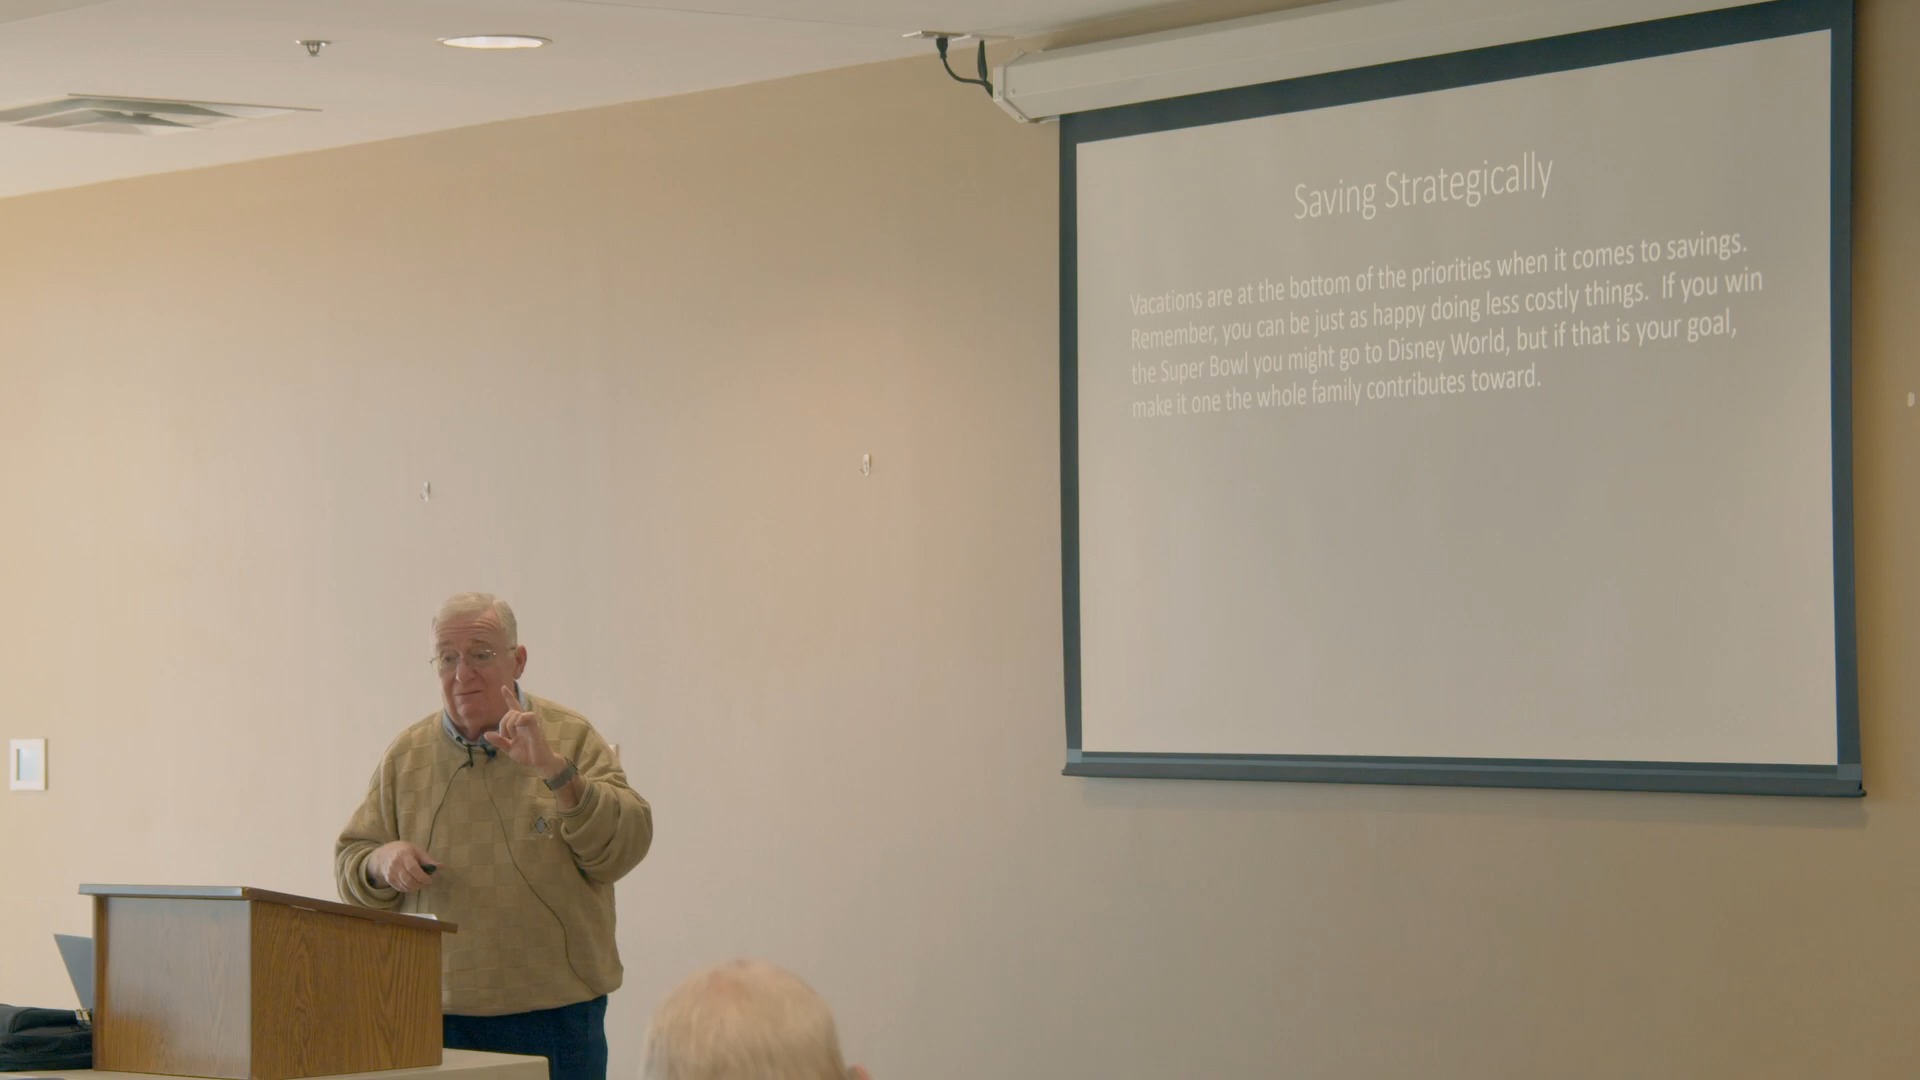 Saving Strategically
Vacations are at the bottom of the priorities when it comes to savings.
Remember, you can be just as happy doing less costly things.  If you win
the Super Bowl you might go to Disney World, but if that is your goal,
make it one the whole family contributes toward.